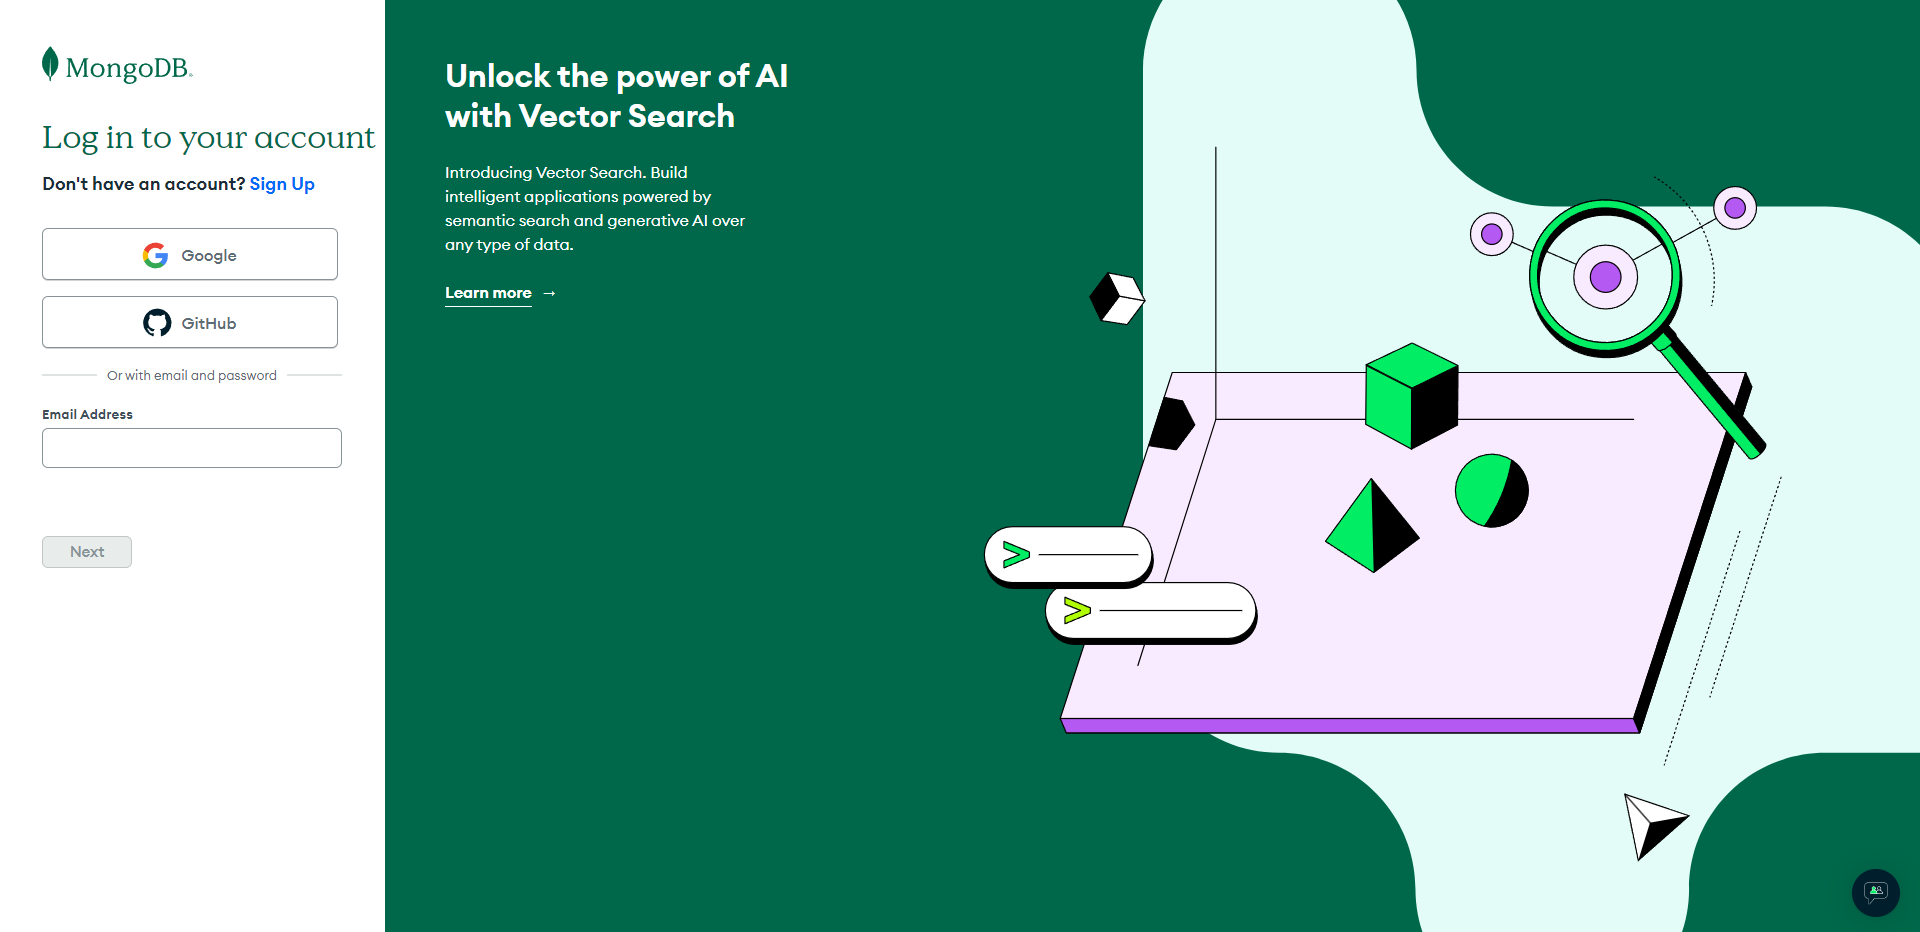 MongoDB
Log in to your account
Don't have an account? Sign Up
Google
GitHub
Or with email and password
Email Address
Next
Unlock the power of AI
with Vector Search
Introducing Vector Search. Build
intelligent applications powered by
semantic search and generative AI over
any type of data.
Learn more →